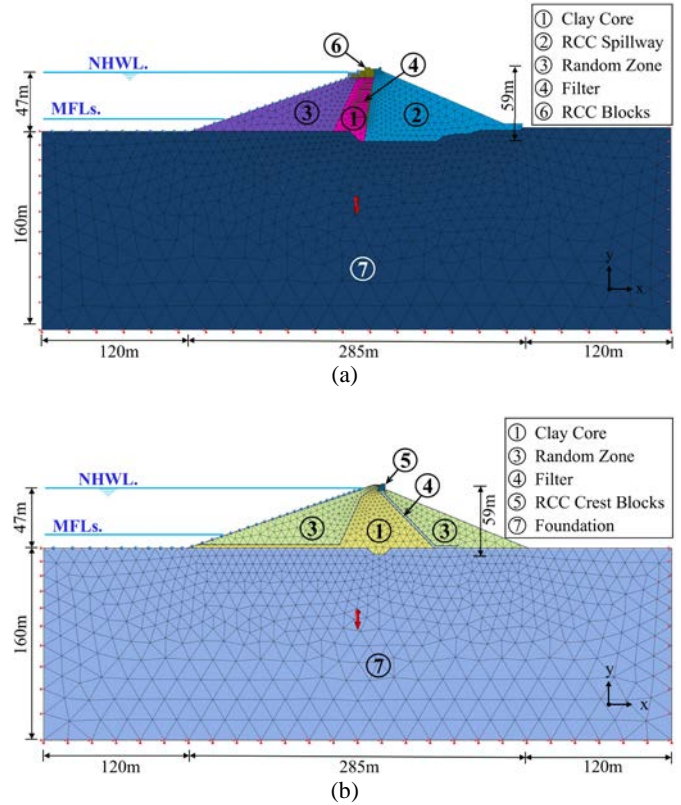 ⑥
④
① Clay Core
② RCC Spillway
③ Random Zone
④ Filter
⑥ RCC Blocks
NHWL.
MFLs.
47m
59m
③
①
②
160m
⑦
y
x
120m
285m
120m
(a)
⑤
④
① Clay Core
③ Random Zone
④ Filter
⑤ RCC Crest Blocks
⑦ Foundation
NHWL.
MFLs.
47m
59m
③
①
③
160m
⑦
y
x
120m
285m
120m
(b)